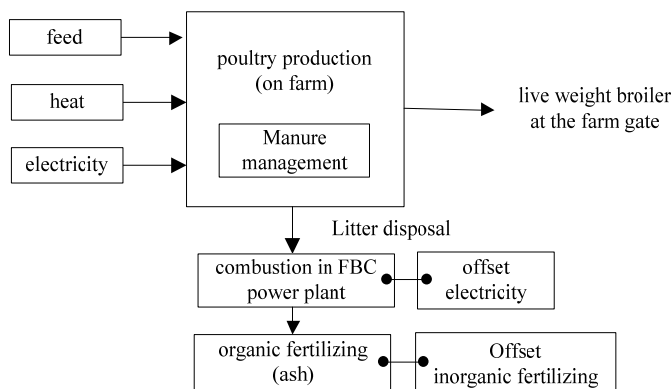 feed
heat
electricity
poultry production
(on farm)
Manure
management
live weight broiler
at the farm gate
Litter disposal
combustion in FBC
power plant
offset
electricity
organic fertilizing
(ash)
Offset
inorganic fertilizing